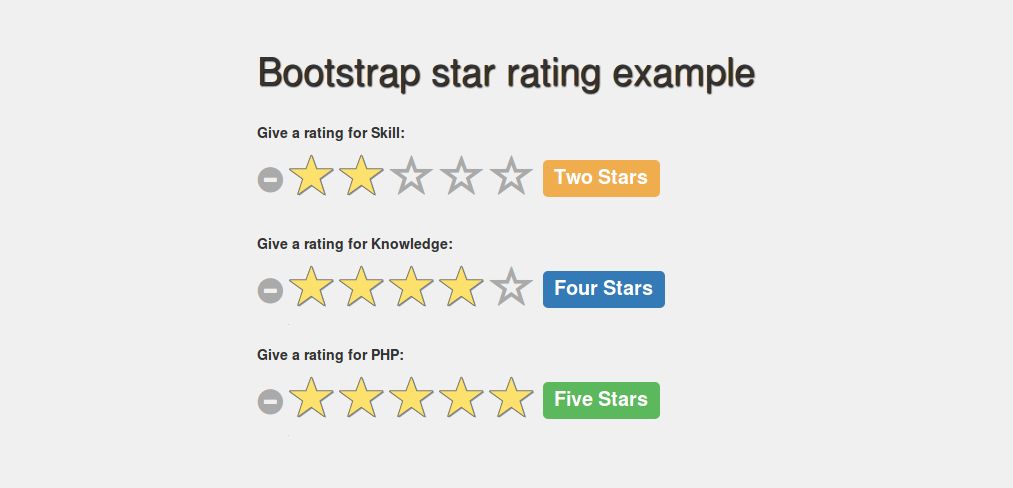 Bootstrap star rating example
Give a rating for Skill:
Two Stars
Give a rating for Knowledge:
Four Stars
Give a rating for PHP:
Five Stars